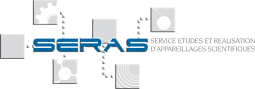 SERAS
SERVICE ETUDES ET REALISATION
D'APPAREILLAGES SCIENTIFIQUES